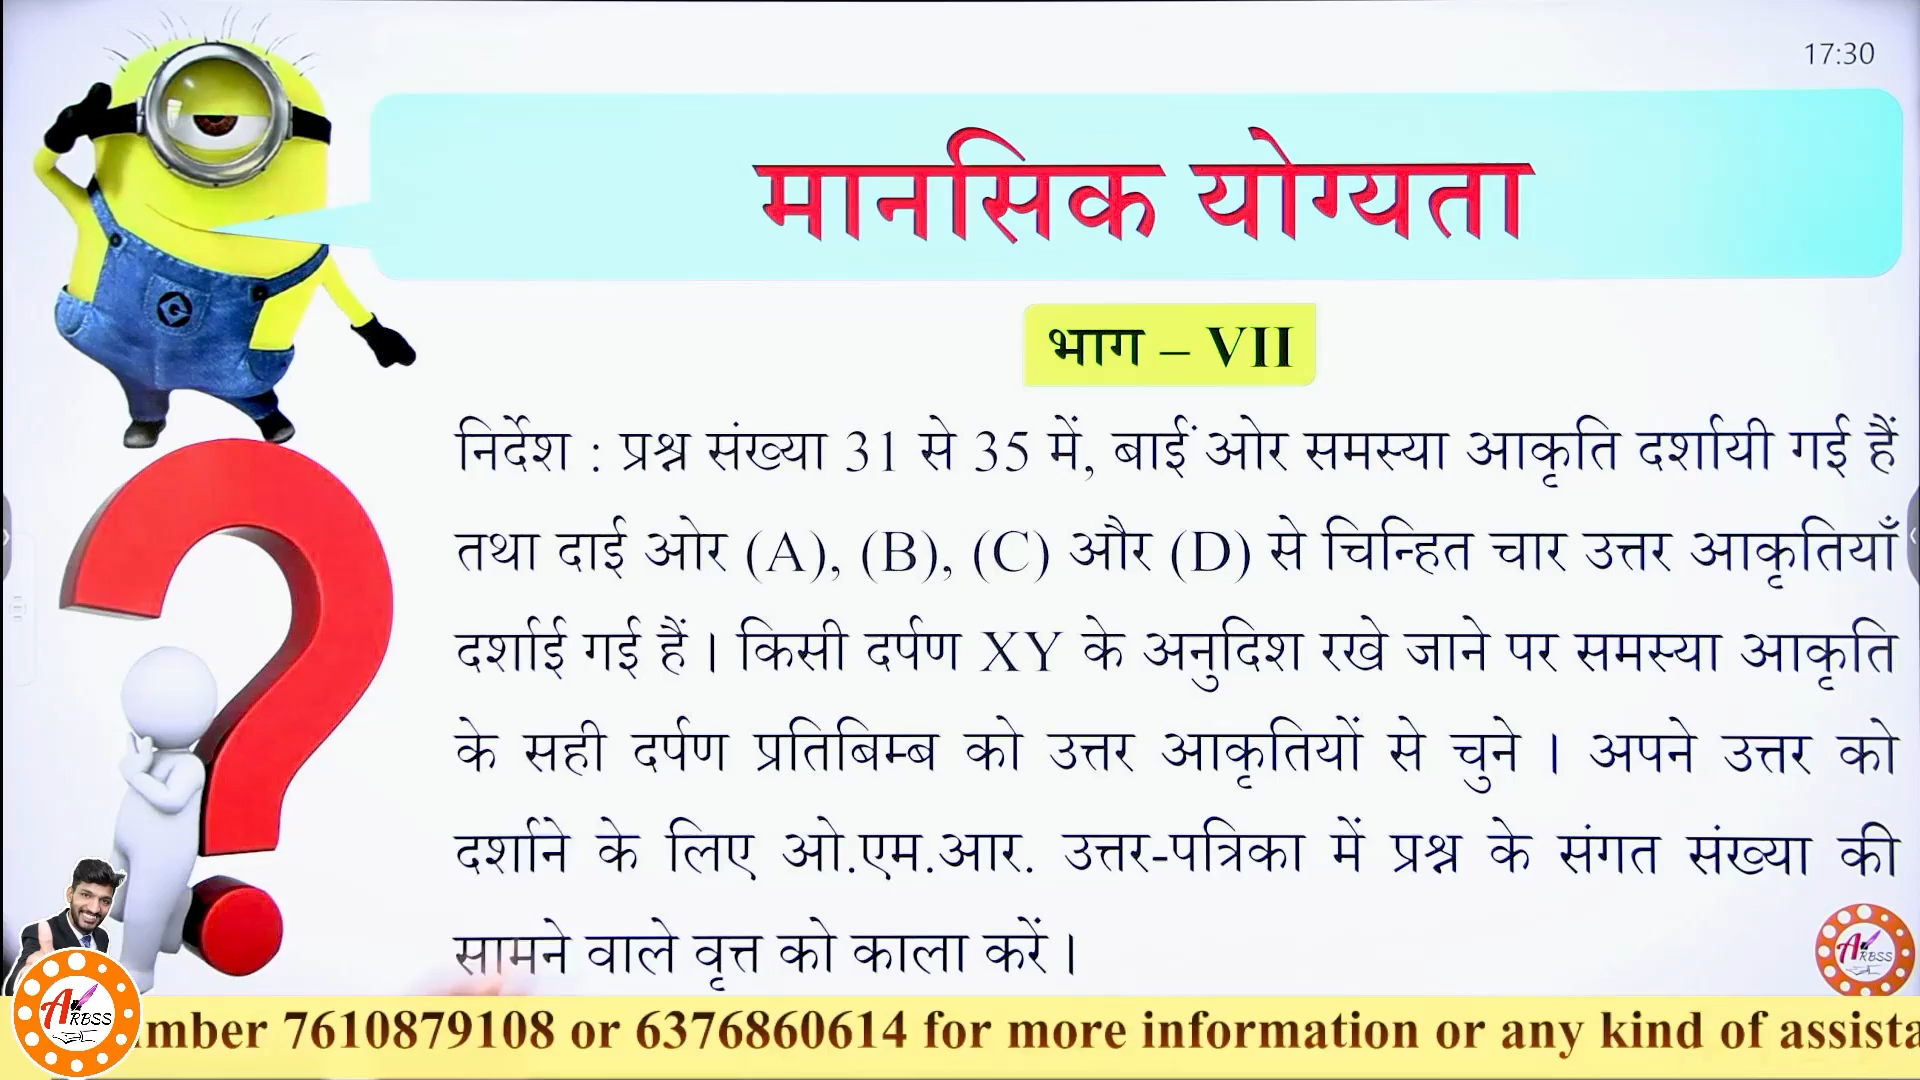 17:30
मानसिक योग्यता
भाग – VII
निर्देश : प्रश्न संख्या 31 से 35 में, बाईं ओर समस्या आकृति दर्शायी गई हैं
तथा दाई ओर (A), (B), (C) और (D) से चिन्हित चार उत्तर आकृतियाँ
दर्शाई गई हैं । किसी दर्पण XY के अनुदिश रखे जाने पर समस्या आकृति
के सही दर्पण प्रतिबिम्ब को उत्तर आकृतियों से चुने । अपने उत्तर को
दर्शाने के लिए ओ.एम.आर. उत्तर-पत्रिका में प्रश्न के संगत संख्या की
सामने वाले वृत्त को काला करें ।
ARBSS
ARBSS
mber 7610879108 or 6376860614 for more information or any kind of assista